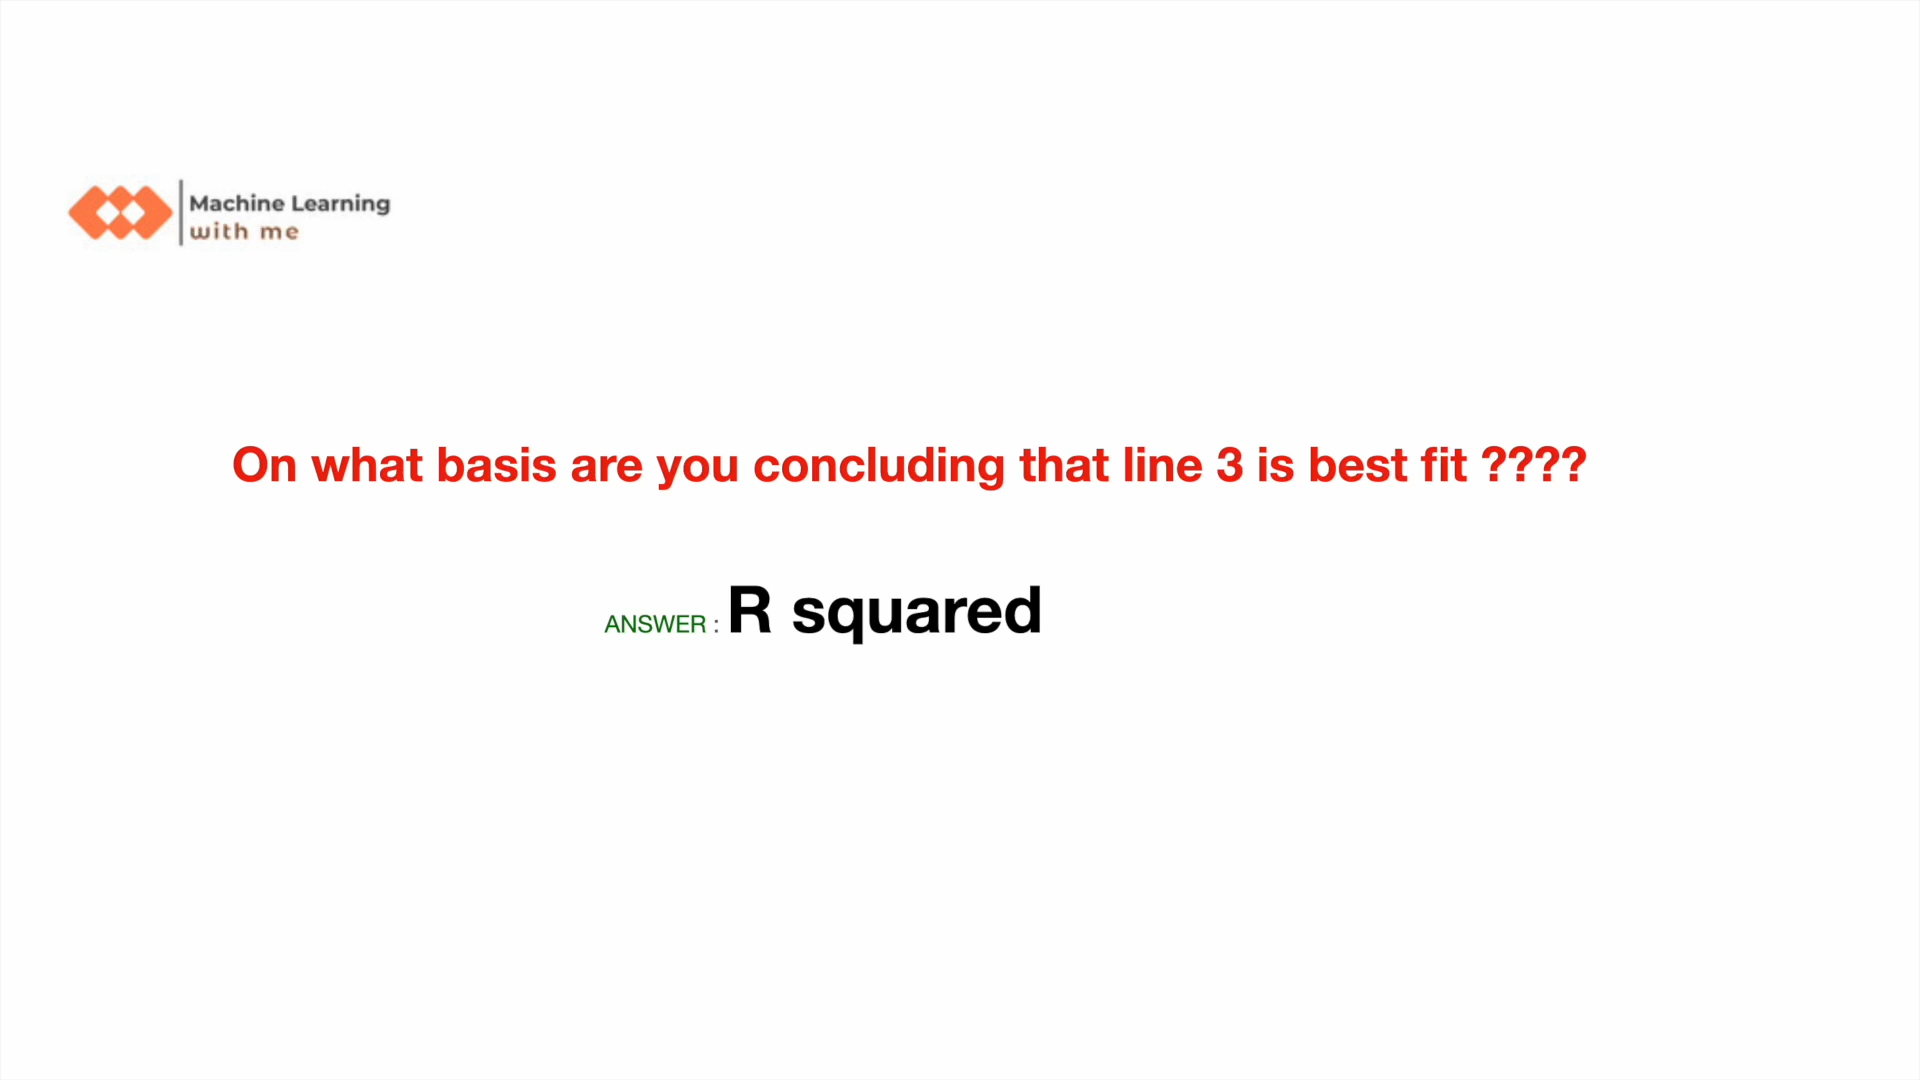 Machine Learning
with me
On what basis are you concluding that line 3 is best fit ????
ANSWER : R squared